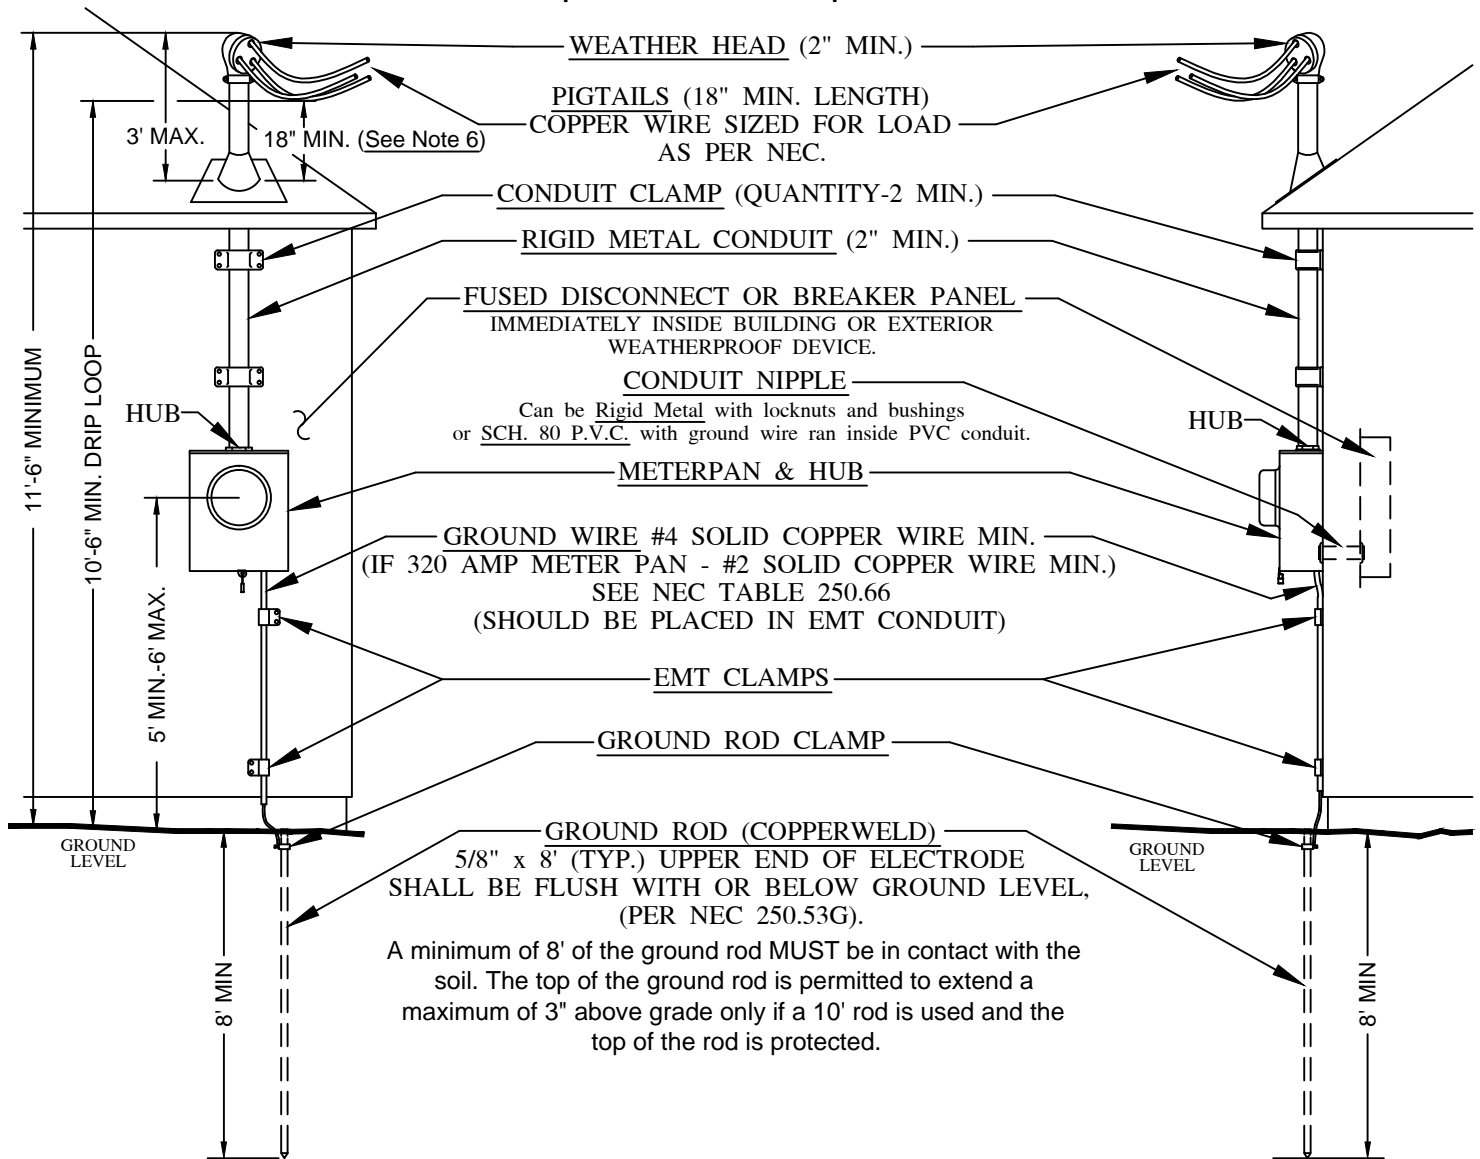 WEATHER HEAD (2" MIN.)
PIGTAILS (18" MIN. LENGTH)
COPPER WIRE SIZED FOR LOAD
AS PER NEC.
3' MAX.
18" MIN. (See Note 6)
CONDUIT CLAMP (QUANTITY-2 MIN.)
RIGID METAL CONDUIT (2" MIN.)
FUSED DISCONNECT OR BREAKER PANEL
IMMEDIATELY INSIDE BUILDING OR EXTERIOR
WEATHERPROOF DEVICE.
11'-6" MINIMUM
10'-6" MIN. DRIP LOOP
CONDUIT NIPPLE
Can be Rigid Metal with locknuts and bushings
or SCH. 80 P.V.C. with ground wire ran inside PVC conduit.
HUB
HUB
METERPAN & HUB
GROUND WIRE #4 SOLID COPPER WIRE MIN.
(IF 320 AMP METER PAN - #2 SOLID COPPER WIRE MIN.)
SEE NEC TABLE 250.66
(SHOULD BE PLACED IN EMT CONDUIT)
5' MIN.-6' MAX.
EMT CLAMPS
GROUND ROD CLAMP
GROUND
LEVEL
GROUND
LEVEL
GROUND ROD (COPPERWELD)
5/8" x 8' (TYP.) UPPER END OF ELECTRODE
SHALL BE FLUSH WITH OR BELOW GROUND LEVEL,
(PER NEC 250.53G).
A minimum of 8' of the ground rod MUST be in contact with the
soil. The top of the ground rod is permitted to extend a
maximum of 3" above grade only if a 10' rod is used and the
top of the rod is protected.
8' MIN
8' MIN